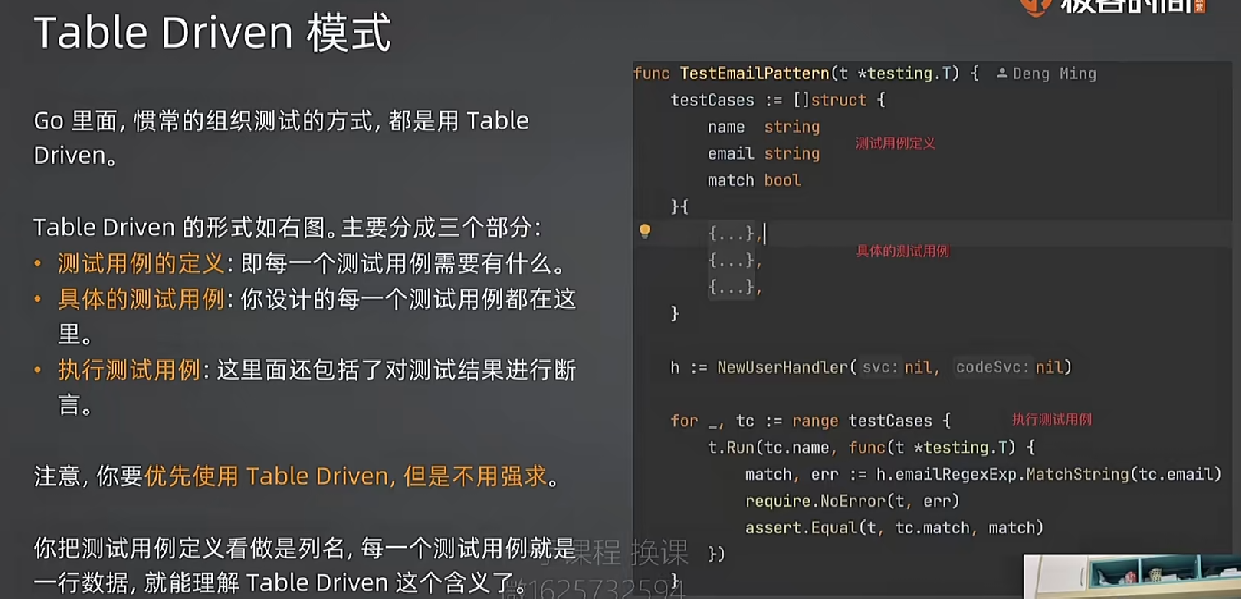 极客时间
Table Driven 模式
Go 里面, 惯常的组织测试的方式, 都是用 Table
Driven。
Table Driven 的形式如右图。主要分成三个部分:
• 测试用例的定义: 即每一个测试用例需要有什么。
• 具体的测试用例: 你设计的每一个测试用例都在这
里。
• 执行测试用例: 这里面还包括了对测试结果进行断
言。
注意, 你要优先使用 Table Driven, 但是不用强求。
你把测试用例定义看做是列名, 每一个测试用例就是
一行数据, 就能理解 Table Driven 这个含义了。
func TestEmailPattern(t *testing.T) { Deng Ming
testCases := []struct {
name string
测试用例定义
email string
match bool
}{
{...},
具体的测试用例
{...},
{...},
}
h := NewUserHandler( svc: nil, codeSvc: nil)
for _, tc := range testCases {
执行测试用例
t.Run(tc.name, func(t *testing.T) {
match, err := h.emailRegexExp.MatchString(tc.email)
require.NoError(t, err)
assert.Equal(t, tc.match, match)
})
}
课程 换课
微1625732594